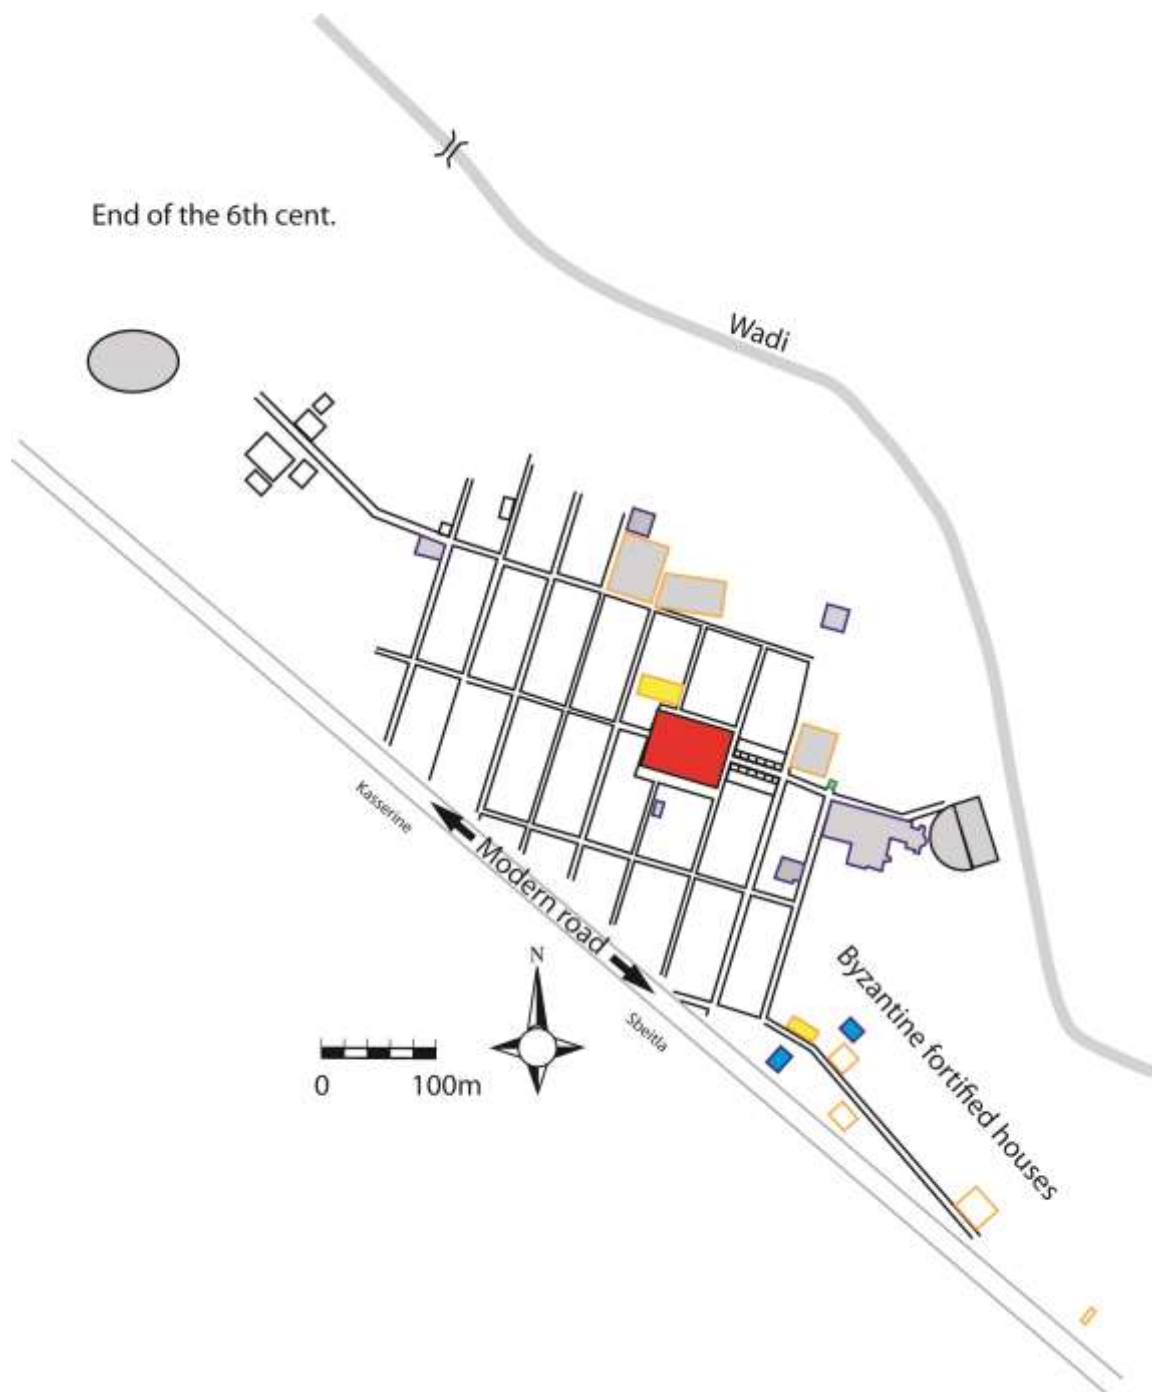 End of the 6th cent.
Wadi
Kasserine
Modern road
N
Sbeitla
0 100m
Byzantine fortified houses